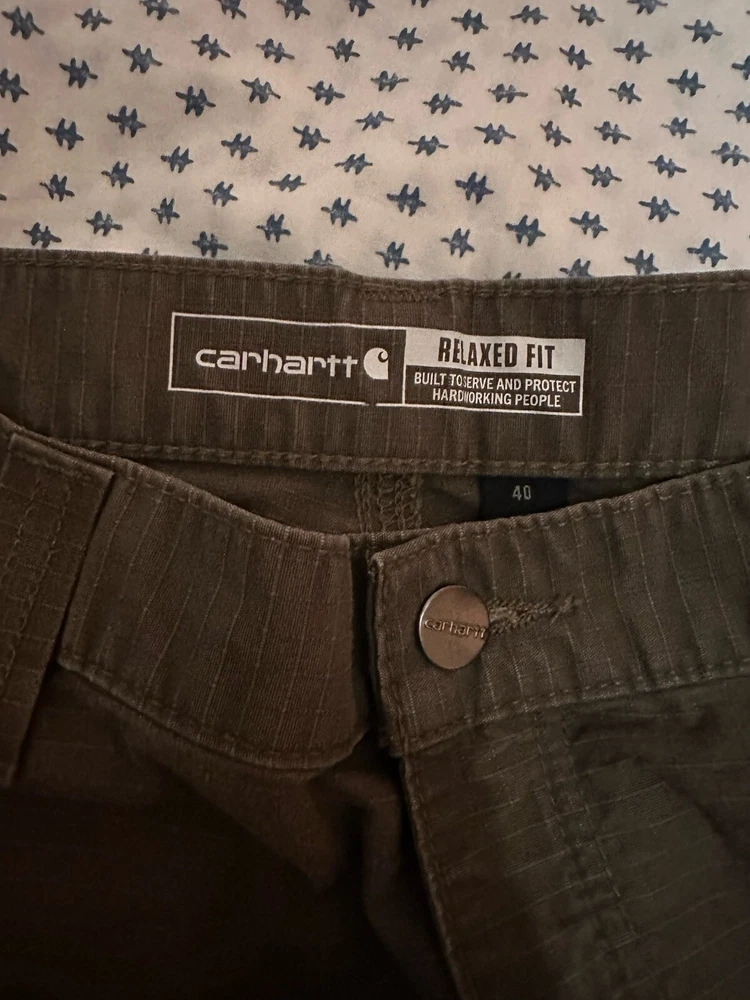 carhartt
RELAXED FIT
BUILT TO SERVE AND PROTECT
HARDWORKING PEOPLE
40
carhartt